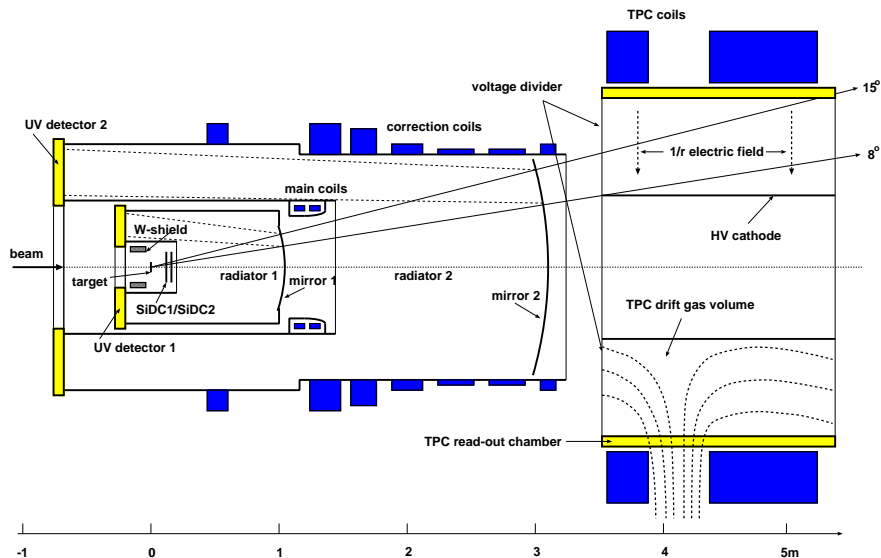 TPC coils
voltage divider
15°
UV detector 2
correction coils
1/r electric field
8°
main coils
W-shield
HV cathode
beam
target
radiator 1
mirror 1
radiator 2
mirror 2
SiDC1/SiDC2
TPC drift gas volume
UV detector 1
TPC read-out chamber
-1 0 1 2 3 4 5m